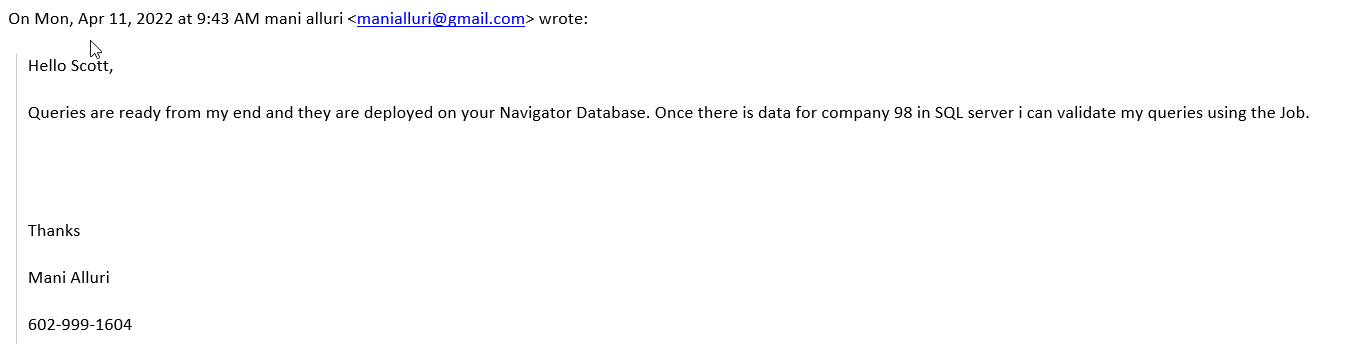 On Mon, Apr 11, 2022 at 9:43 AM mani alluri <manialluri@gmail.com> wrote:
Hello Scott,
Queries are ready from my end and they are deployed on your Navigator Database. Once there is data for company 98 in SQL server i can validate my queries using the Job.
Thanks
Mani Alluri
602-999-1604